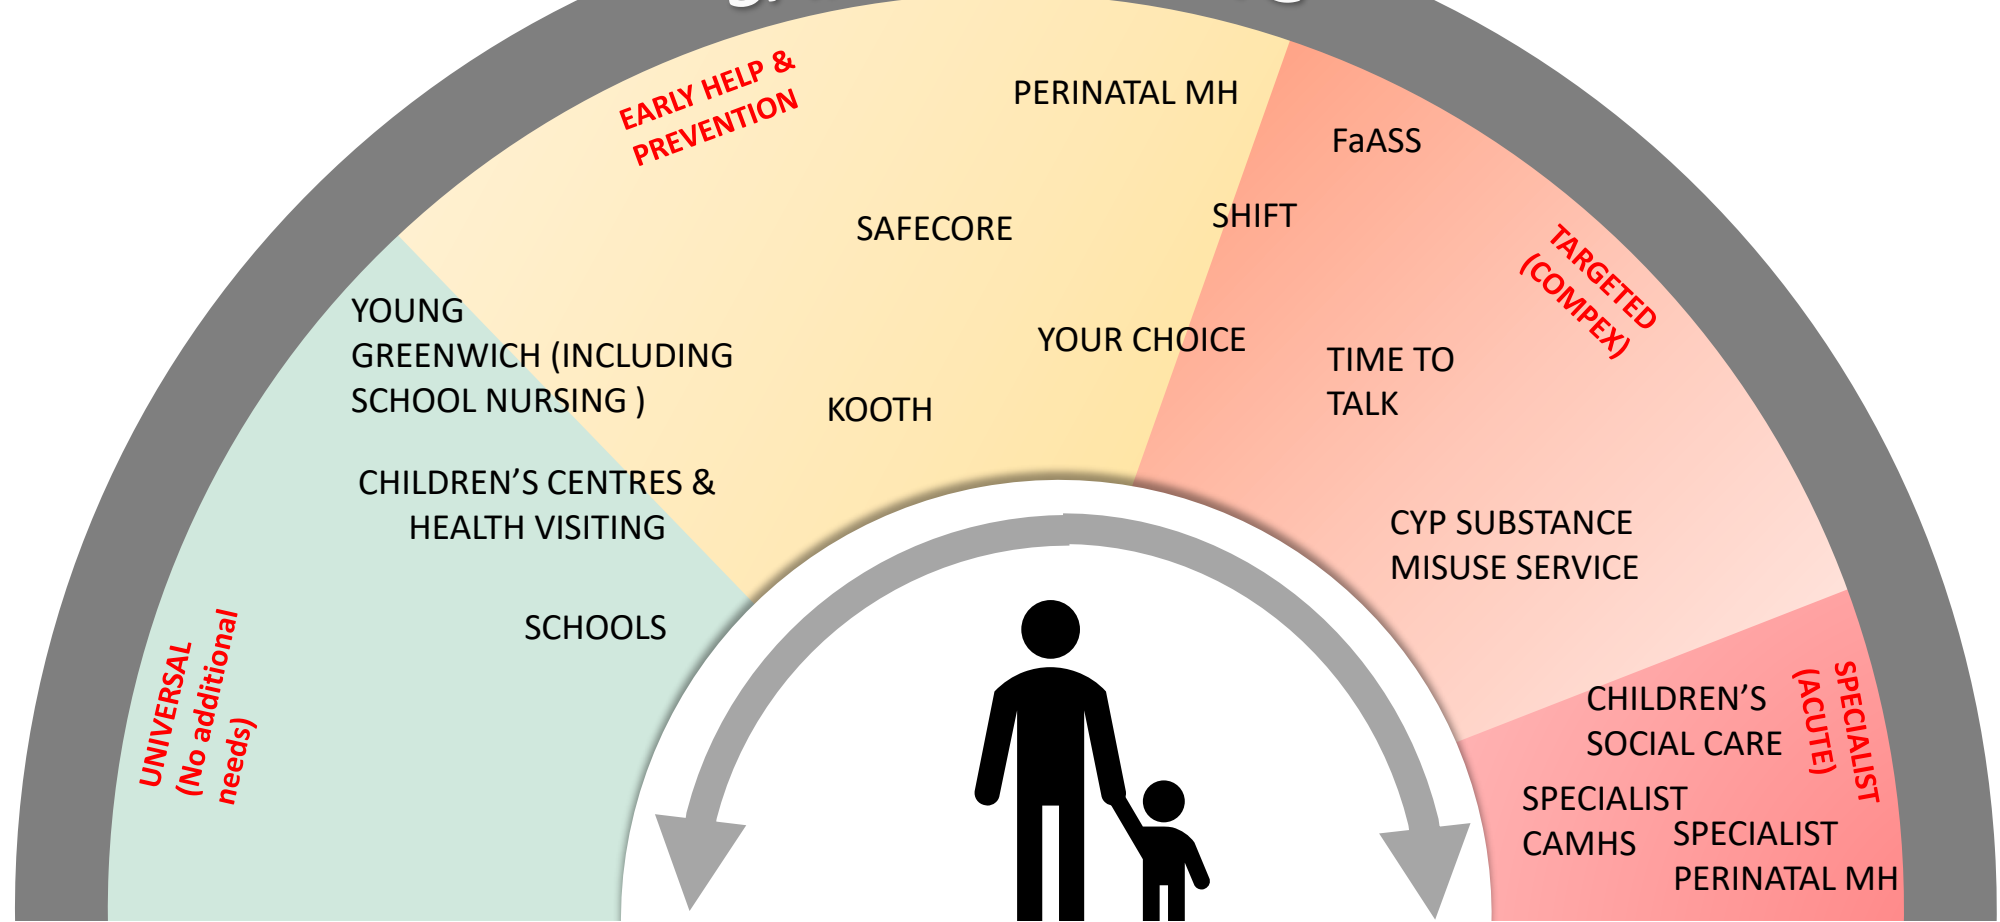 EARLY HELP &
PREVENTION
PERINATAL MH
FaASS
SAFECORE
SHIFT
TARGETED
(COMPEX)
YOUNG
GREENWICH (INCLUDING
SCHOOL NURSING )
YOUR CHOICE
TIME TO
TALK
KOOTH
CHILDREN’S CENTRES &
HEALTH VISITING
CYP SUBSTANCE
MISUSE SERVICE
SCHOOLS
UNIVERSAL
(No additional
needs)
CHILDREN’S
SOCIAL CARE
SPECIALIST
(ACUTE)
SPECIALIST
CAMHS
SPECIALIST
PERINATAL MH